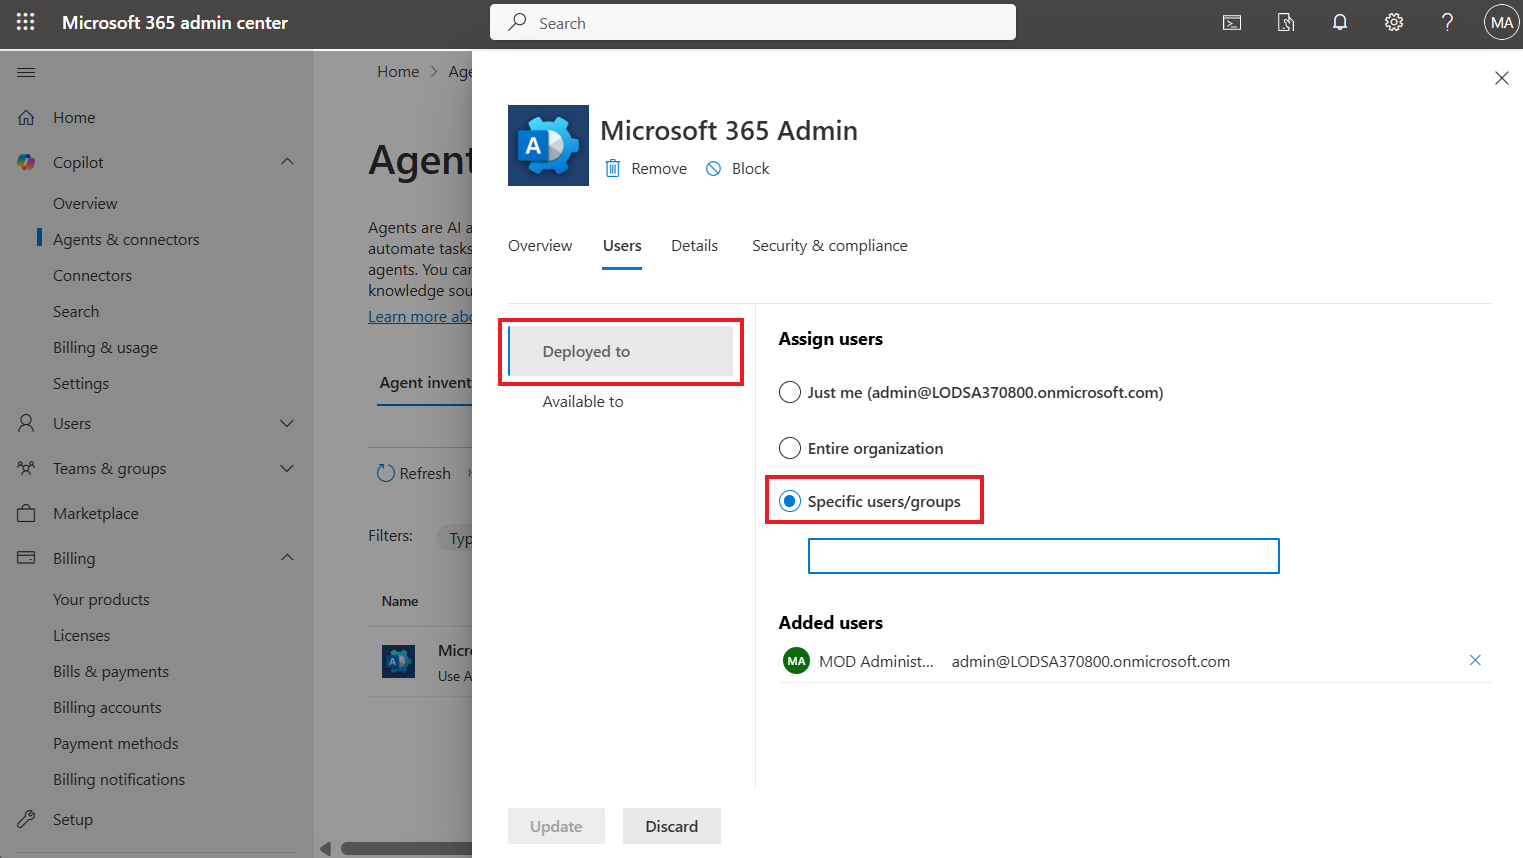 Microsoft 365 admin center
Search
MA
Home
Copilot
Overview
Agents & connectors
Connectors
Search
Billing & usage
Settings
Users
Teams & groups
Marketplace
Billing
Your products
Licenses
Bills & payments
Billing accounts
Payment methods
Billing notifications
Setup
Home > Age
Agent
Agents are AI a
automate tasks
agents. You can
knowledge sou
Learn more abo
Agent invent
Refresh
Filters:
Typ
Name
Micro
Use A
A
Microsoft 365 Admin
Remove
Block
Overview
Users
Details
Security & compliance
Deployed to
Available to
Assign users
Just me (admin@LODSA370800.onmicrosoft.com)
Entire organization
Specific users/groups
Added users
MA MOD Administ... admin@LODSA370800.onmicrosoft.com
Update
Discard